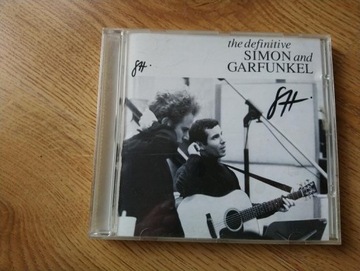 the definitive
SIMON and
GARFUNKEL